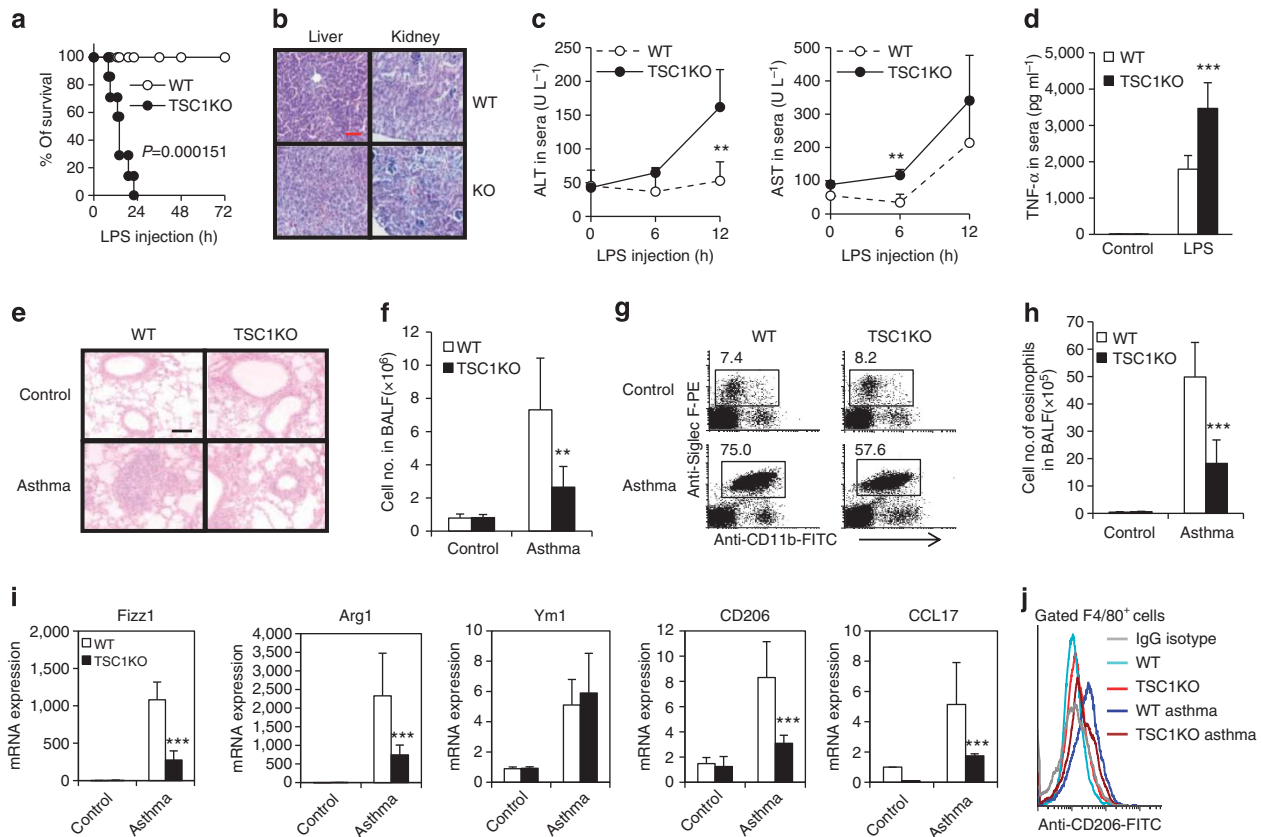 a
% Of survival
100
80
60
40
20
0
0 24 48 72
LPS injection (h)
WT
TSC1KO
P=0.000151
b
Liver Kidney
WT
KO
c
ALT in sera (U L⁻¹)
250
200
150
100
50
0
0 6 12
LPS injection (h)
WT
TSC1KO
**
AST in sera (U L⁻¹)
500
400
300
200
100
0
0 6 12
LPS injection (h)
WT
TSC1KO
**
d
TNF-α in sera (pg ml⁻¹)
5,000
4,000
3,000
2,000
1,000
0
WT
TSC1KO
***
Control LPS
e
WT TSC1KO
Control
Asthma
f
Cell no. in BALF(×10⁶)
12
10
8
6
4
2
0
WT
TSC1KO
**
Control Asthma
g
WT TSC1KO
Control
7.4 8.2
Asthma
75.0 57.6
Anti-Siglec F-PE
Anti-CD11b-FITC
h
Cell no.of eosinophils
in BALF(×10⁵)
70
60
50
40
30
20
10
0
WT
TSC1KO
***
Control Asthma
i
Fizz1
mRNA expression
2,000
1,500
1,000
500
0
WT
TSC1KO
***
Control Asthma
Arg1
mRNA expression
4,000
3,500
3,000
2,500
2,000
1,500
1,000
500
0
***
Control Asthma
Ym1
mRNA expression
10
8
6
4
2
0
Control Asthma
CD206
mRNA expression
12
10
8
6
4
2
0
***
Control Asthma
CCL17
mRNA expression
10
8
6
4
2
0
***
Control Asthma
j
Gated F4/80⁺ cells
IgG isotype
WT
TSC1KO
WT asthma
TSC1KO asthma
Anti-CD206-FITC